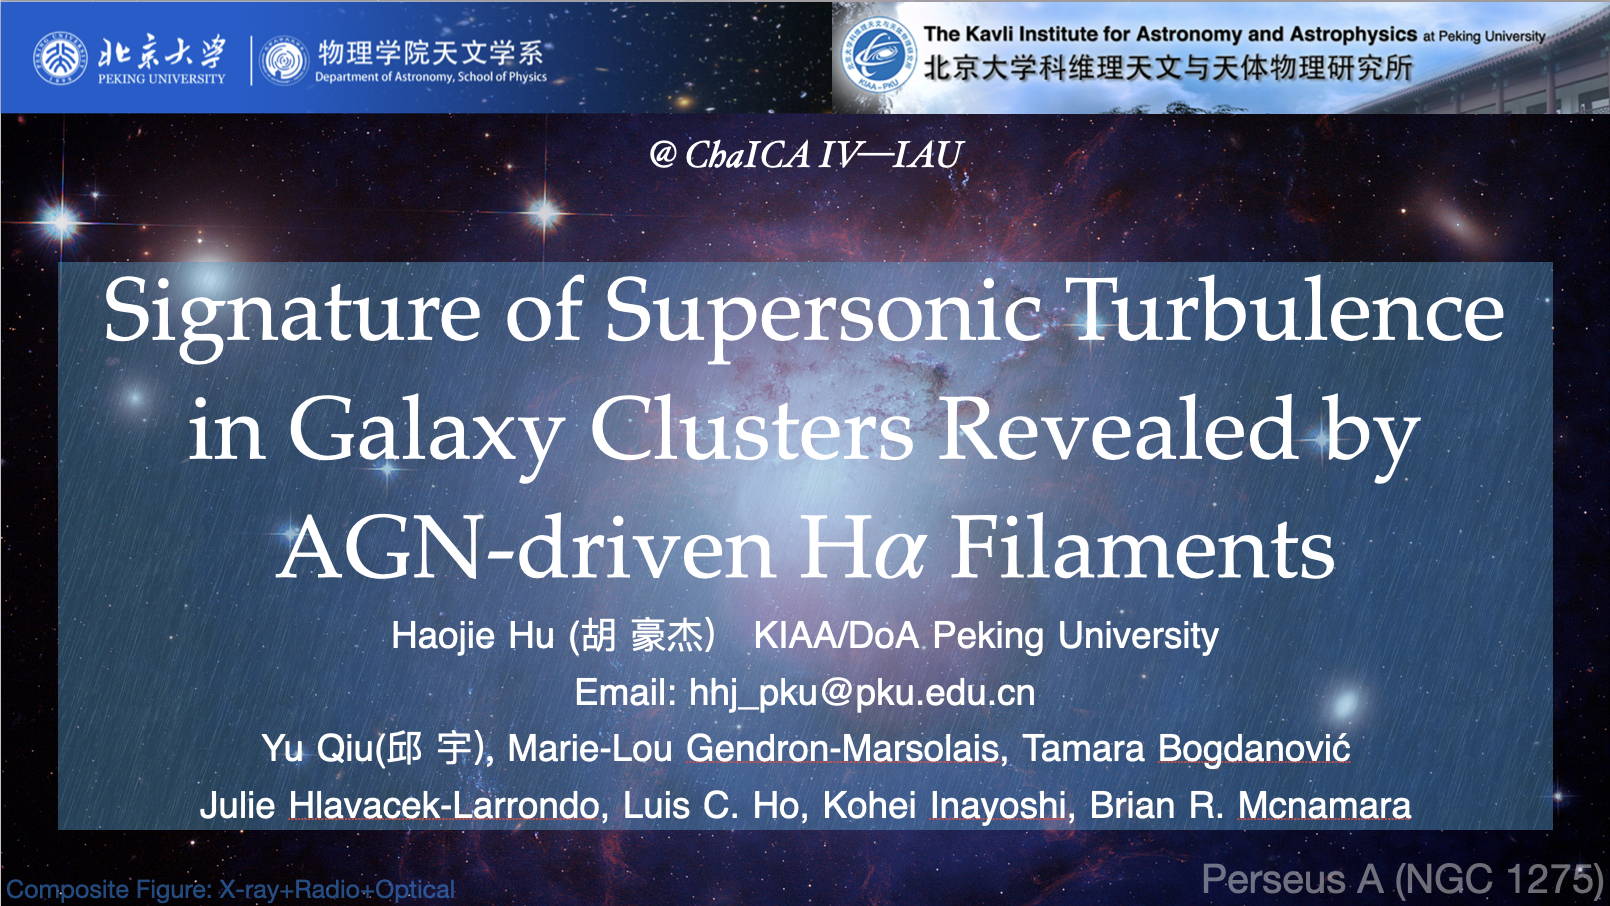 北京大学 物理学院天文学系
PEKING UNIVERSITY Department of Astronomy, School of Physics
The Kavli Institute for Astronomy and Astrophysics at Peking University
北京大学科维理天文与天体物理研究所
KIAA-PKU
@ ChaICA IV—IAU
Signature of Supersonic Turbulence
in Galaxy Clusters Revealed by
AGN-driven Hα Filaments
Haojie Hu (胡 豪杰） KIAA/DoA Peking University
Email: hhj_pku@pku.edu.cn
Yu Qiu(邱 宇), Marie-Lou Gendron-Marsolais, Tamara Bogdanović
Julie Hlavacek-Larrondo, Luis C. Ho, Kohei Inayoshi, Brian R. Mcnamara
Composite Figure: X-ray+Radio+Optical
Perseus A (NGC 1275)